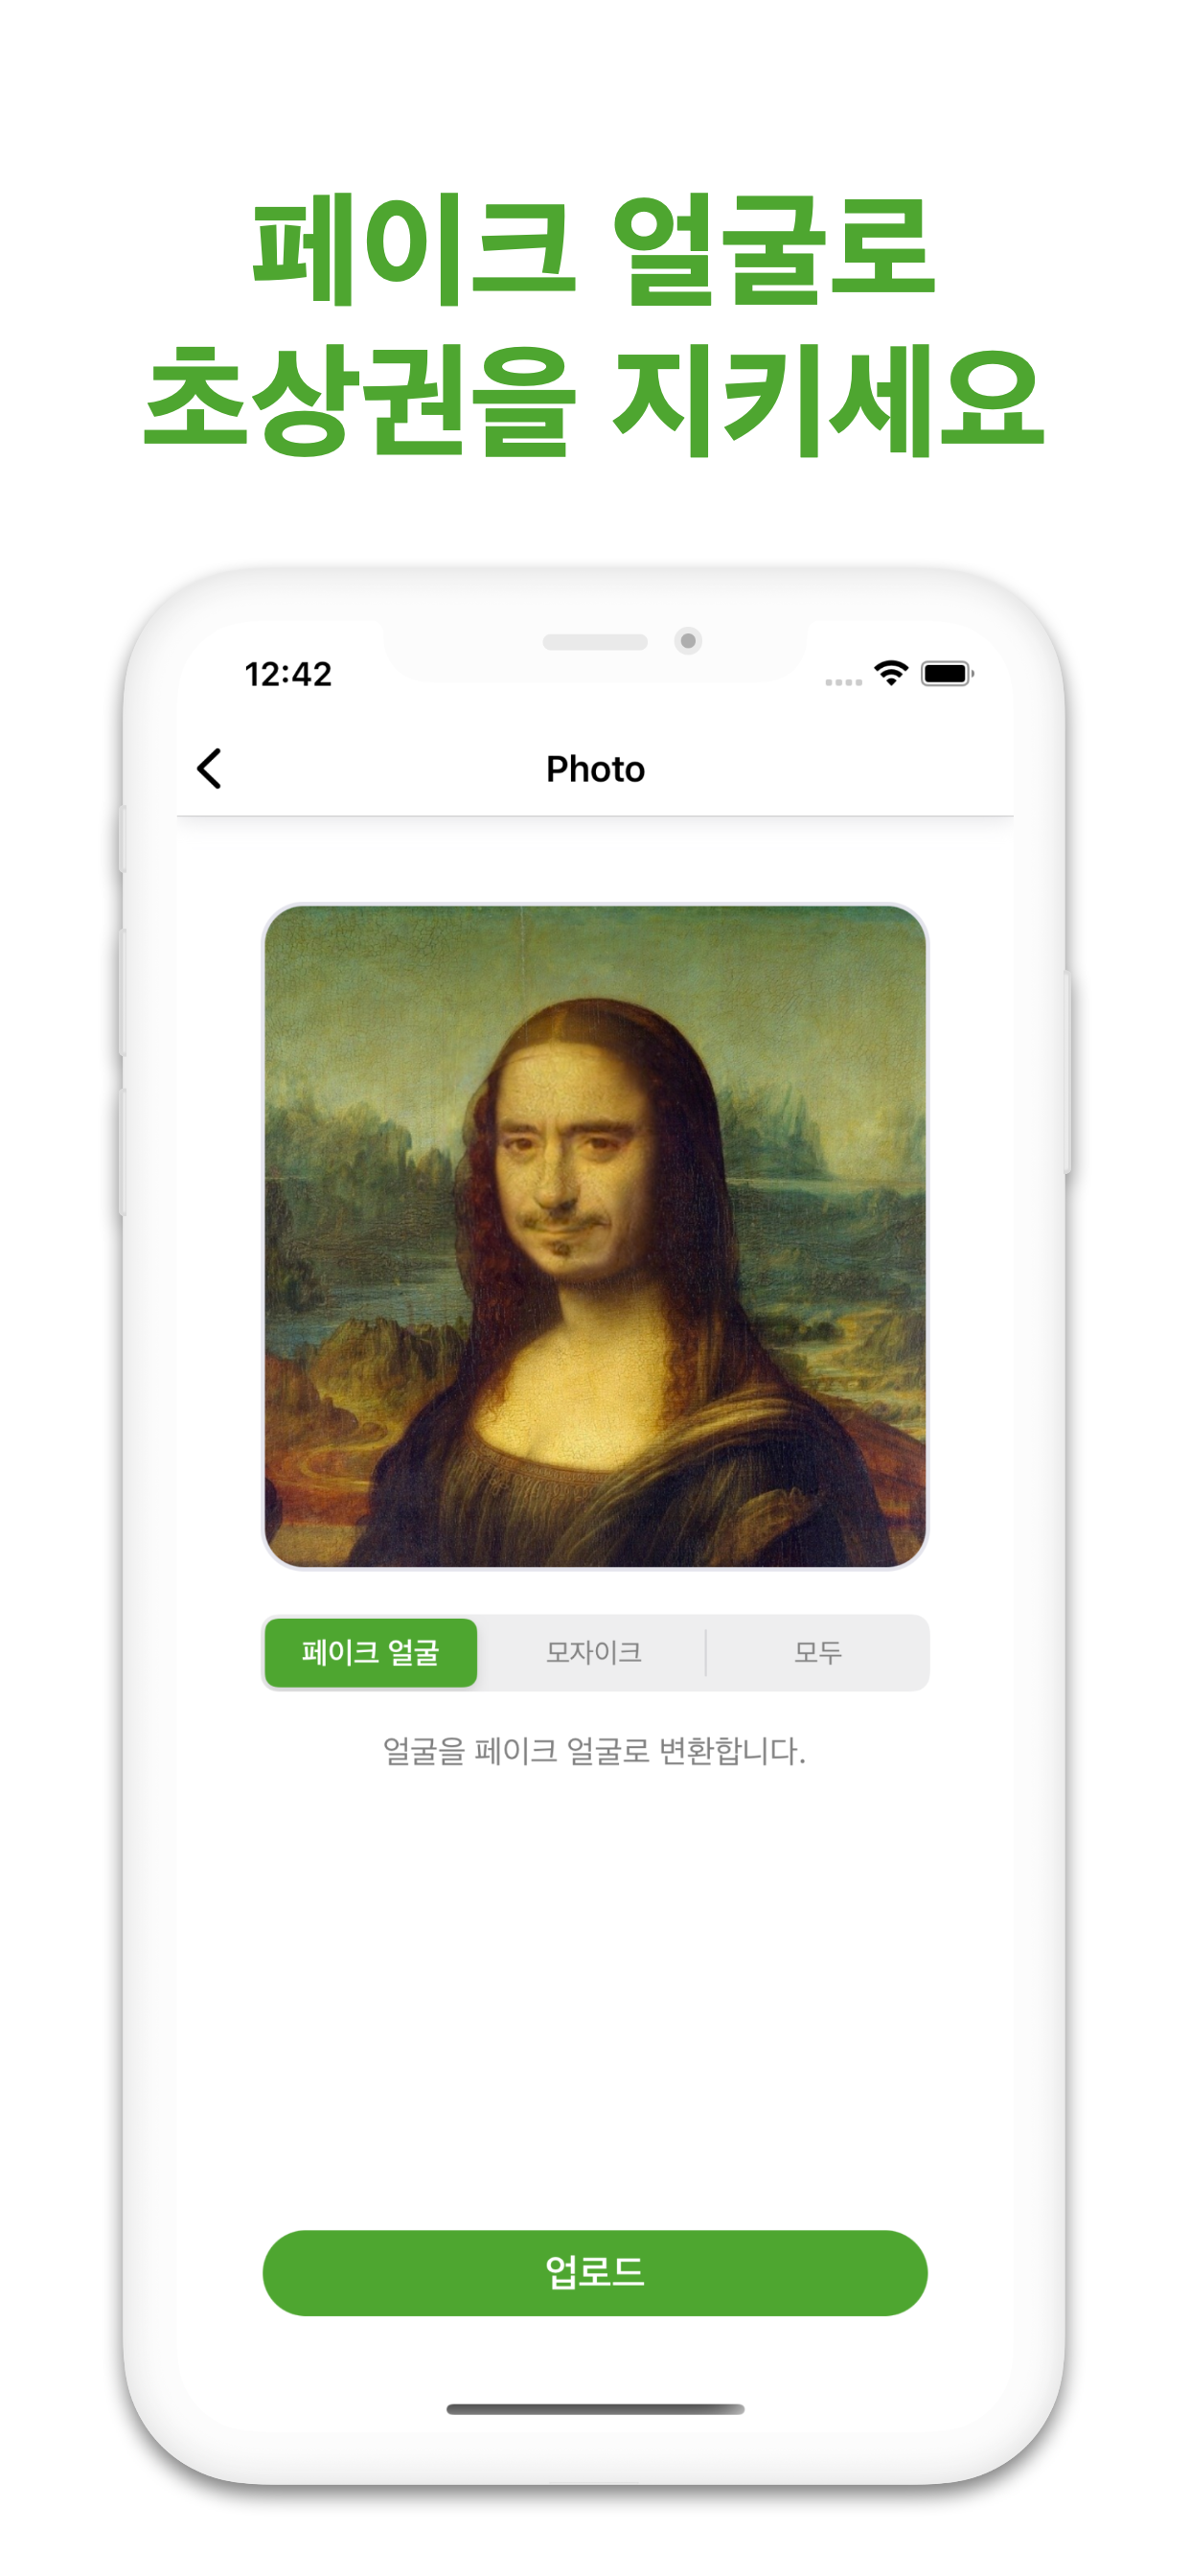 페이크 얼굴로
초상권을 지키세요
12:42
Photo
페이크 얼굴 모자이크 모두
얼굴을 페이크 얼굴로 변환합니다.
업로드